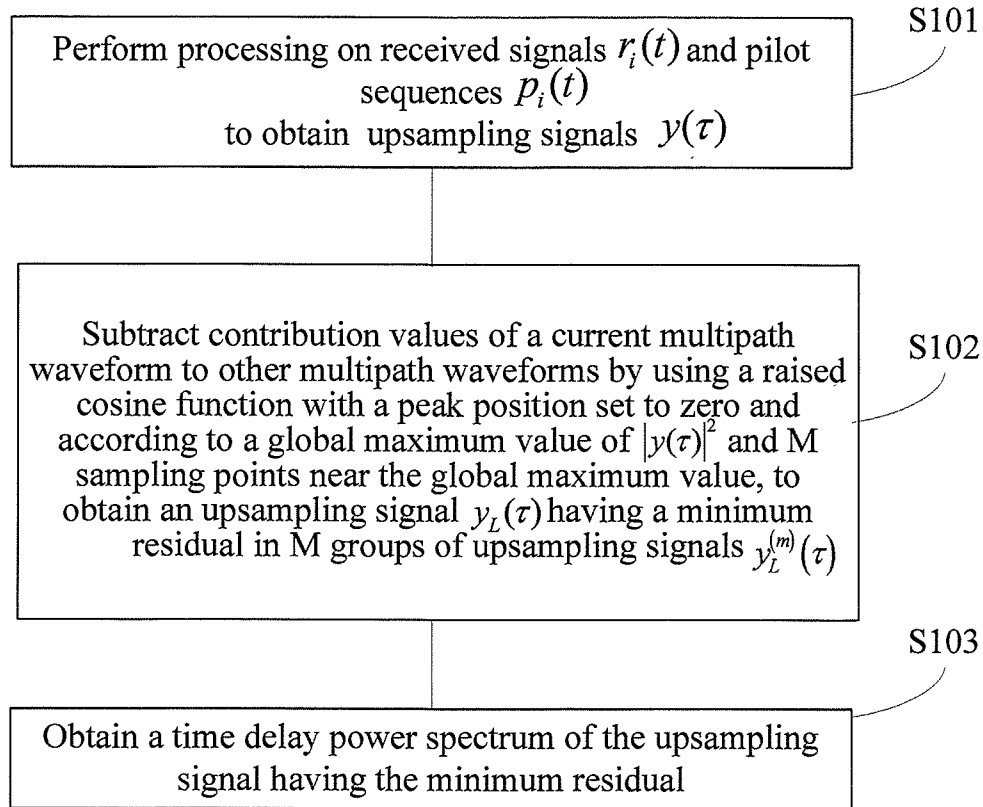 S101
Perform processing on received signals r_i(t) and pilot
sequences p_i(t)
to obtain upsampling signals y(τ)
S102
Subtract contribution values of a current multipath
waveform to other multipath waveforms by using a raised
cosine function with a peak position set to zero and
according to a global maximum value of |y(τ)|² and M
sampling points near the global maximum value, to
obtain an upsampling signal y_L(τ) having a minimum
residual in M groups of upsampling signals y_L^(m)(τ)
S103
Obtain a time delay power spectrum of the upsampling
signal having the minimum residual